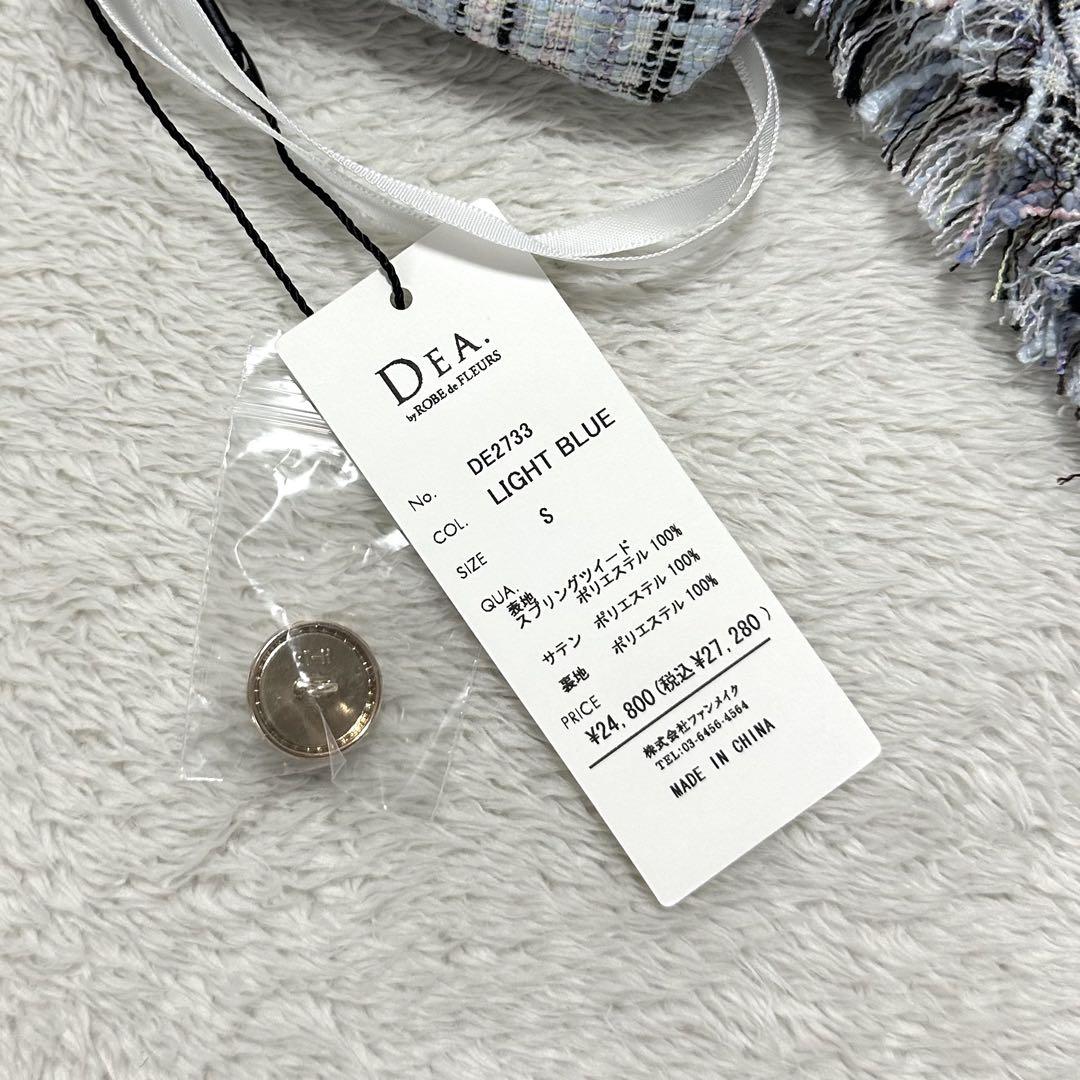 DEA.
by ROBE de FLEURS
No. DE2733
COL. LIGHT BLUE
SIZE S
QUA.
表地
スプリングツイード
ポリエステル 100%
サテン ポリエステル 100%
裏地 ポリエステル 100%
PRICE
¥24,800(税込¥27,280)
株式会社ファンメイク
TEL:03-6456-4564
MADE IN CHINA